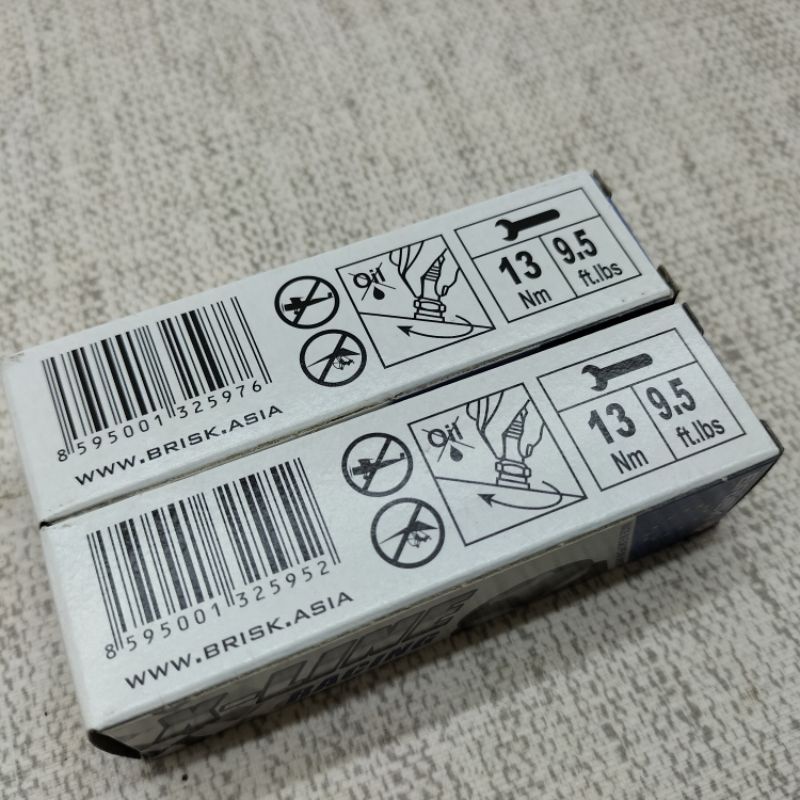 Oil
13
Nm
9.5
ft.lbs
8 595001 325976
WWW.BRISK.ASIA
Oil
13
Nm
9.5
ft.lbs
8 595001 325952
WWW.BRISK.ASIA
RACING